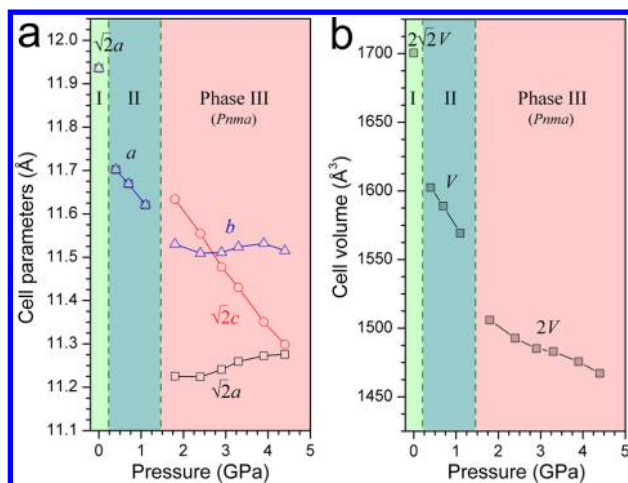 a
12.0
11.9
11.8
11.7
11.6
11.5
11.4
11.3
11.2
11.1
Cell parameters (Å)
√2a
I
II
Phase III
(Pnma)
a
b
√2c
√2a
0
1
2
3
4
5
Pressure (GPa)
b
1700
1650
1600
1550
1500
1450
Cell volume (Å³)
2√2V
I
II
Phase III
(Pnma)
V
2V
0
1
2
3
4
5
Pressure (GPa)